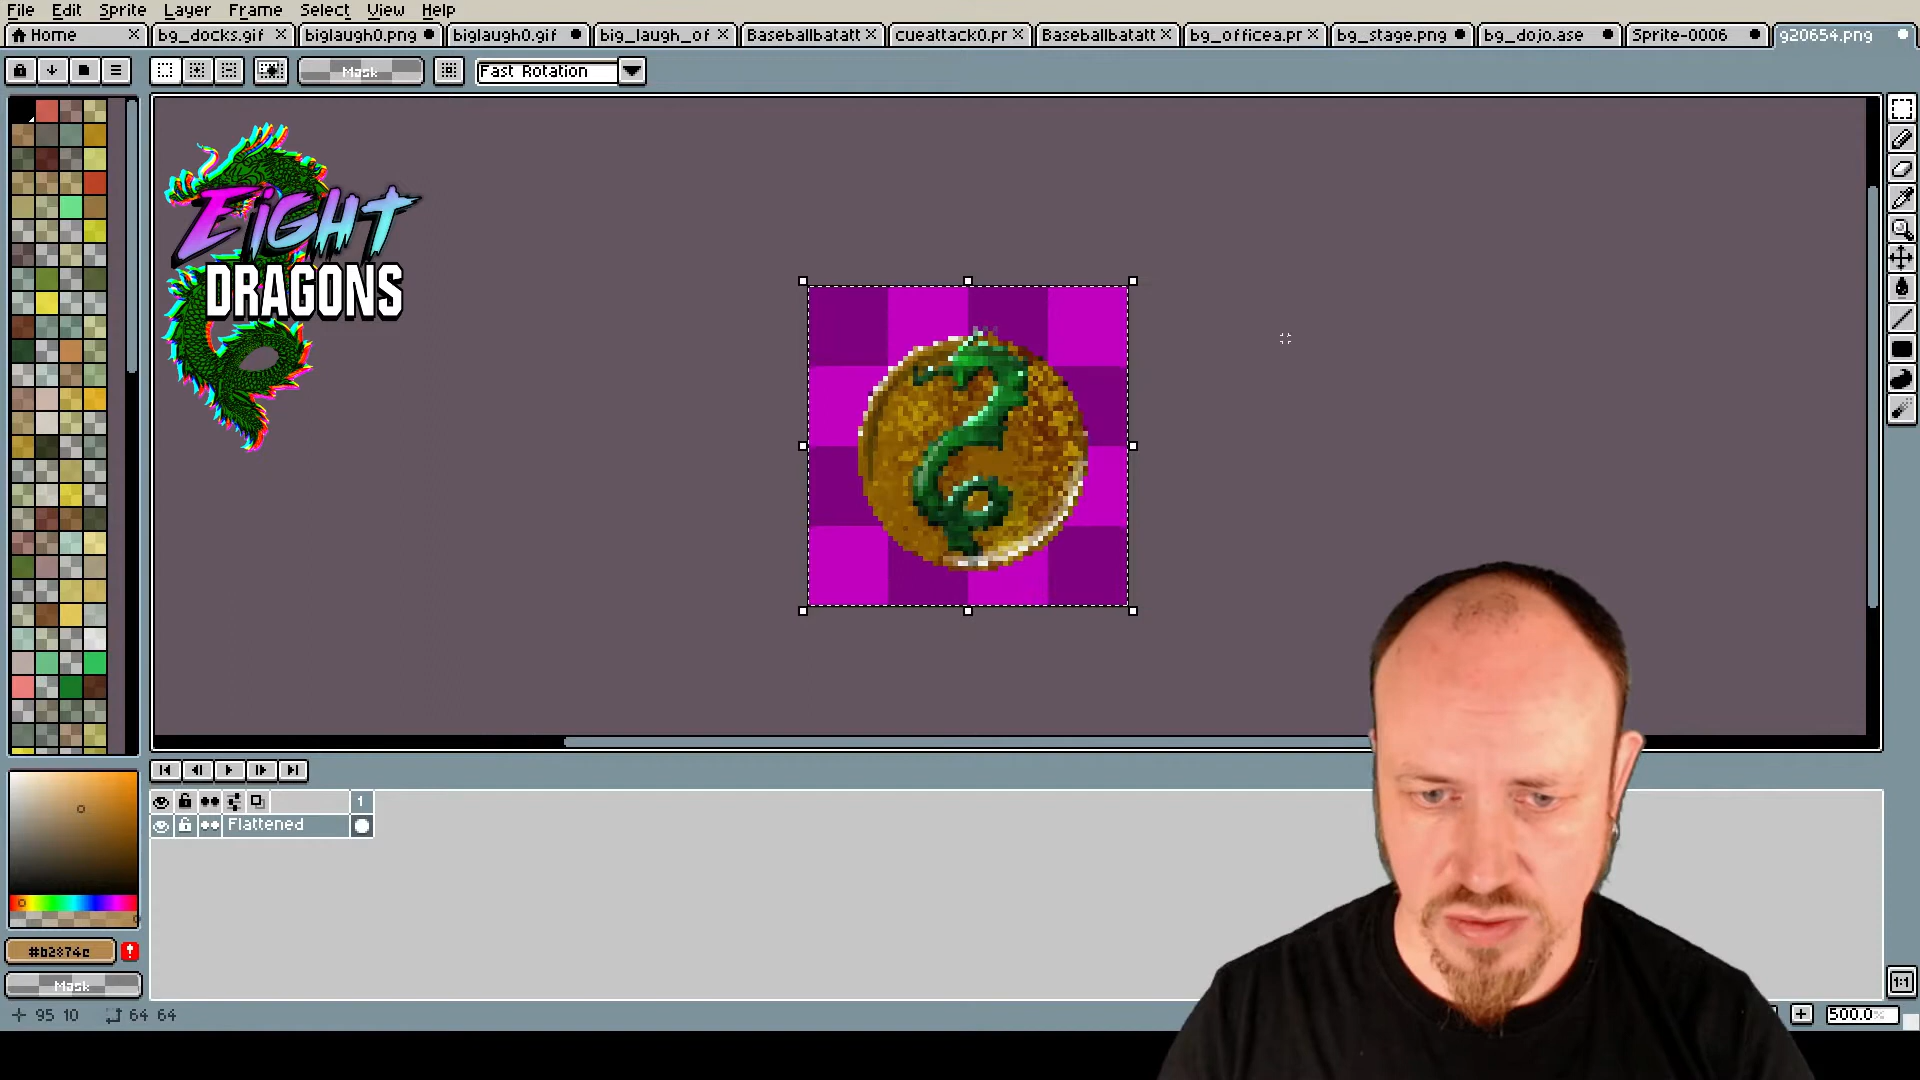 File Edit Sprite Layer Frame Select View Help
Home bg_docks.gif biglaugh0.png biglaugh0.gif big_laugh_of Baseballbatatt cueattack0.pr Baseballbatatt bg_officea.pr bg_stage.png bg_dojo.ase Sprite-0006 g20654.png
Mask Fast Rotation
EIGHT
DRAGONS
1
Flattened
#b2874c
Mask
1:1
95 10 64 64
500.0%